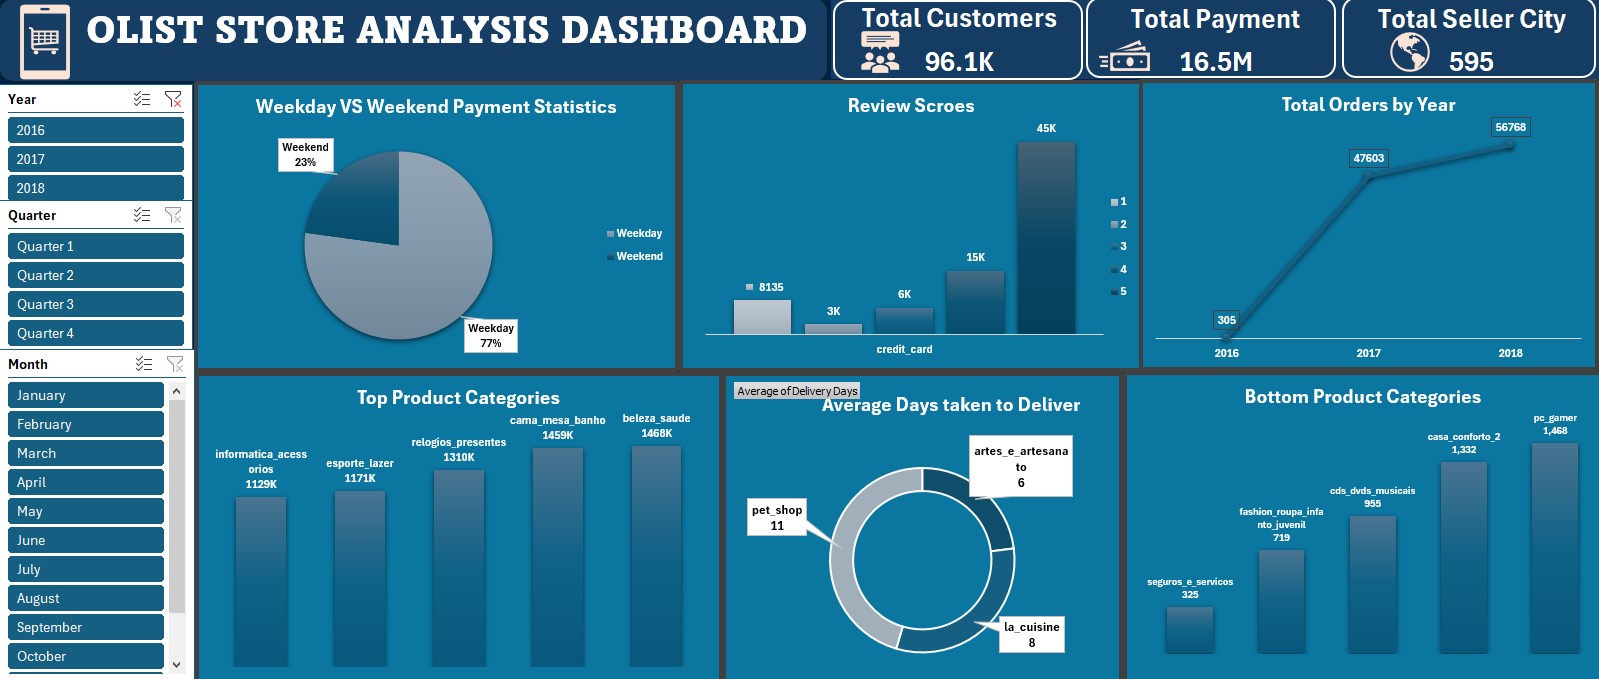 OLIST STORE ANALYSIS DASHBOARD
Total Customers
96.1K
Total Payment
16.5M
Total Seller City
595
Year
2016
2017
2018
Quarter
Quarter 1
Quarter 2
Quarter 3
Quarter 4
Month
January
February
March
April
May
June
July
August
September
October
Weekday VS Weekend Payment Statistics
Weekend
23%
Weekday
77%
Weekday
Weekend
Review Scroes
8135
3K
6K
15K
45K
credit_card
1
2
3
4
5
Total Orders by Year
305
47603
56768
2016
2017
2018
Top Product Categories
informatica_acess
orios
1129K
esporte_lazer
1171K
relogios_presentes
1310K
cama_mesa_banho
1459K
beleza_saude
1468K
Average of Delivery Days
Average Days taken to Deliver
artes_e_artesana
to
6
pet_shop
11
la_cuisine
8
Bottom Product Categories
seguros_e_servicos
325
fashion_roupa_infa
nto_juvenil
719
cds_dvds_musicais
955
casa_conforto_2
1,332
pc_gamer
1,468